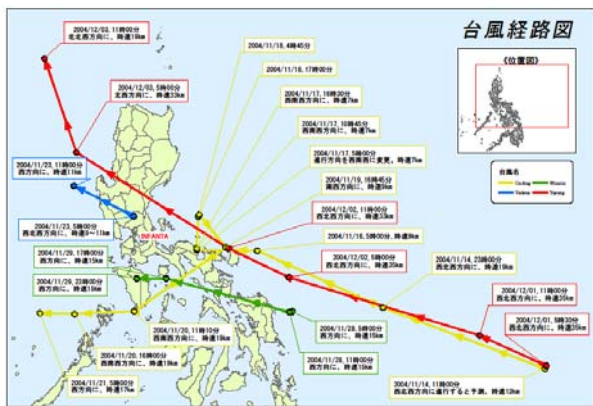 台風経路図
2004/12/03, 11時00分
北北西方向に、時速19km
2004/11/18, 4時45分
《位置図》
2004/11/18, 17時00分
2004/12/03, 5時00分
北西方向に、時速33km
2004/11/17, 16時30分
西南西方向に、時速7km
2004/11/17, 10時45分
西南西方向に、時速7km
2004/11/23, 11時00分
西方向に、時速11km
2004/11/17, 5時00分
進行方向を西南西に変更。時速7km
台風名
Unding
Winnie
Violeta
Yoyong
2004/11/19, 16時45分
南西方向に、時速9km
2004/11/23, 5時00分
西北西方向に、時速9～11km
INFANTA
2004/12/02, 11時00分
西北西方向に、時速33km
2004/11/16, 5時00分, 時速9km
2004/11/29, 17時00分
西方向に、時速15km
2004/11/14, 23時00分
西北西方向に、時速19km
2004/12/02, 5時00分
西北西方向に、時速35km
2004/11/29, 23時00分
西方向に、時速19km
2004/12/01, 11時00分
西北西方向に、時速35km
2004/12/01, 5時30分
西北西方向に、時速35km
2004/11/20, 11時10分
西南西方向に、時速19km
2004/11/28, 5時00分
西方向に、時速15km
2004/11/20, 16時00分
西南西方向に、時速19km
2004/11/28, 11時00分
西方向に、時速15km
2004/11/21, 5時00分
西方向に、時速17km
2004/11/14, 11時00分
西北西方向に進行すると予測。時速12km